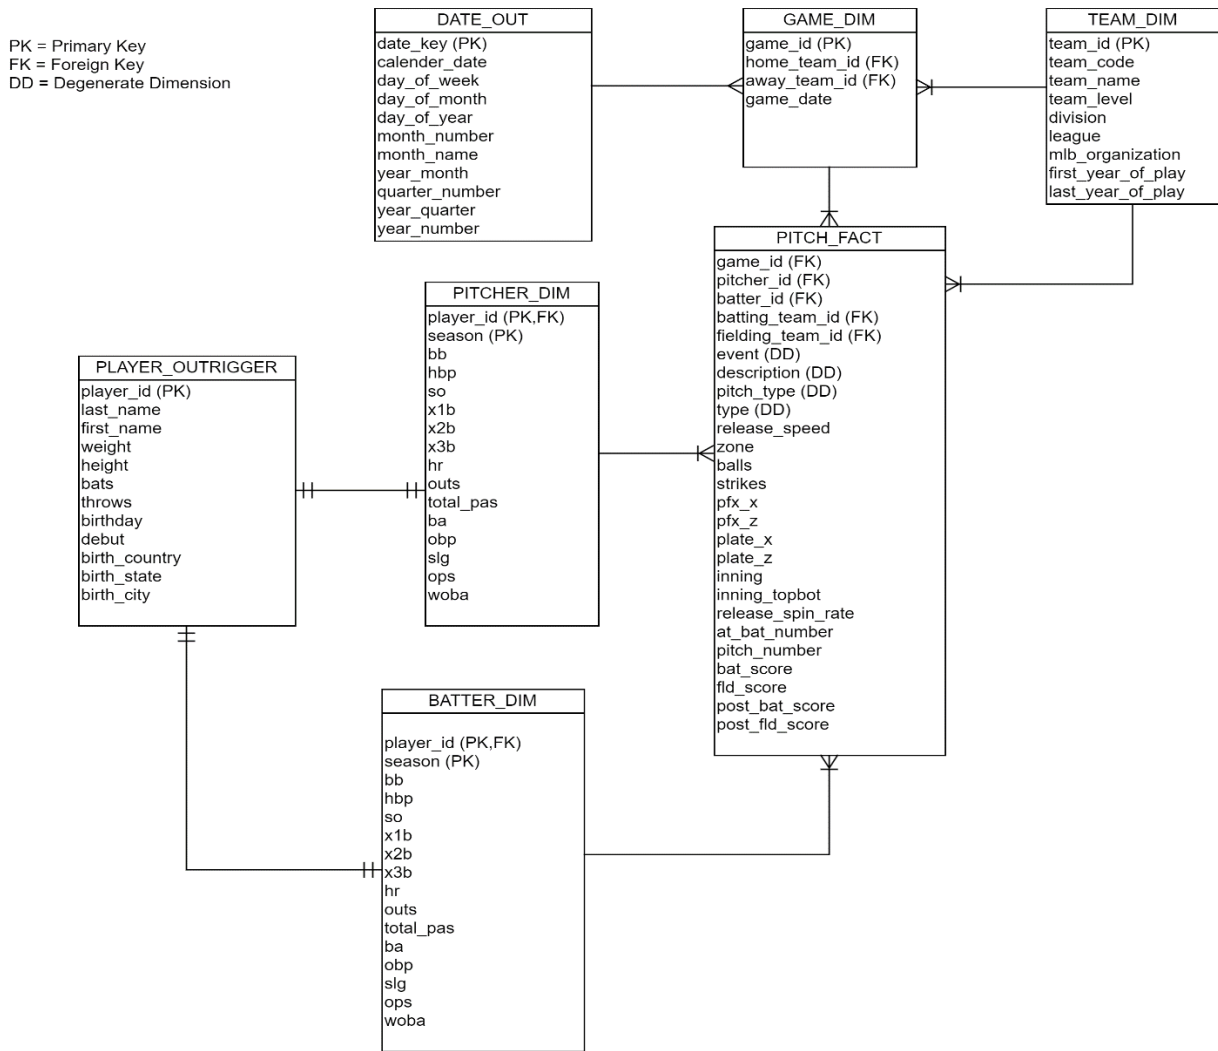 PK = Primary Key
FK = Foreign Key
DD = Degenerate Dimension
DATE_OUT
date_key (PK)
calender_date
day_of_week
day_of_month
day_of_year
month_number
month_name
year_month
quarter_number
year_quarter
year_number
GAME_DIM
game_id (PK)
home_team_id (FK)
away_team_id (FK)
game_date
TEAM_DIM
team_id (PK)
team_code
team_name
team_level
division
league
mlb_organization
first_year_of_play
last_year_of_play
PITCH_FACT
game_id (FK)
pitcher_id (FK)
batter_id (FK)
batting_team_id (FK)
fielding_team_id (FK)
event (DD)
description (DD)
pitch_type (DD)
type (DD)
release_speed
zone
balls
strikes
pfx_x
pfx_z
plate_x
plate_z
inning
inning_topbot
release_spin_rate
at_bat_number
pitch_number
bat_score
fld_score
post_bat_score
post_fld_score
PITCHER_DIM
player_id (PK,FK)
season (PK)
bb
hbp
so
x1b
x2b
x3b
hr
outs
total_pas
ba
obp
slg
ops
woba
PLAYER_OUTRIGGER
player_id (PK)
last_name
first_name
weight
height
bats
throws
birthday
debut
birth_country
birth_state
birth_city
BATTER_DIM
player_id (PK,FK)
season (PK)
bb
hbp
so
x1b
x2b
x3b
hr
outs
total_pas
ba
obp
slg
ops
woba